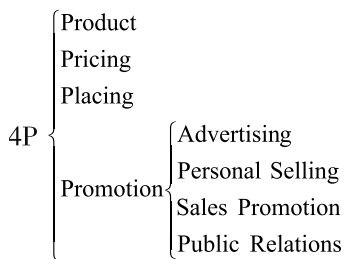 4P
Product
Pricing
Placing
Promotion
Advertising
Personal Selling
Sales Promotion
Public Relations